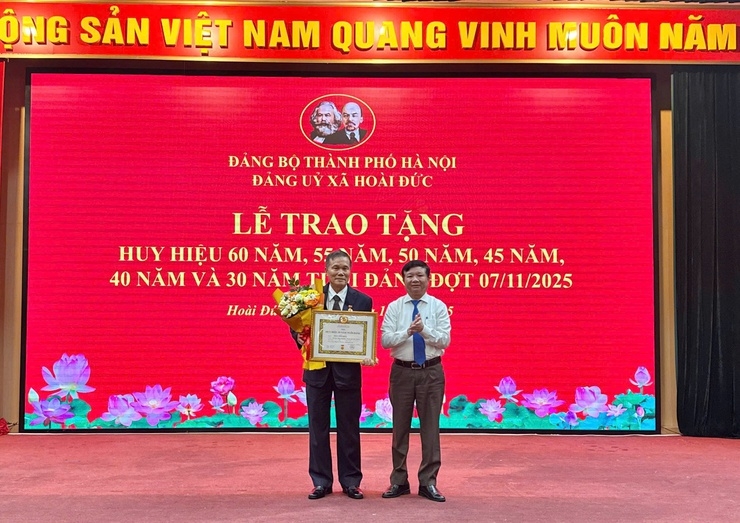 ỘNG SẢN VIỆT NAM QUANG VINH MUÔN NĂM
ĐẢNG BỘ THÀNH PHỐ HÀ NỘI
ĐẢNG UỶ XÃ HOÀI ĐỨC
LỄ TRAO TẶNG
HUY HIỆU 60 NĂM, 55 NĂM, 50 NĂM, 45 NĂM,
40 NĂM VÀ 30 NĂM ĐỢT 07/11/2025
Hoài